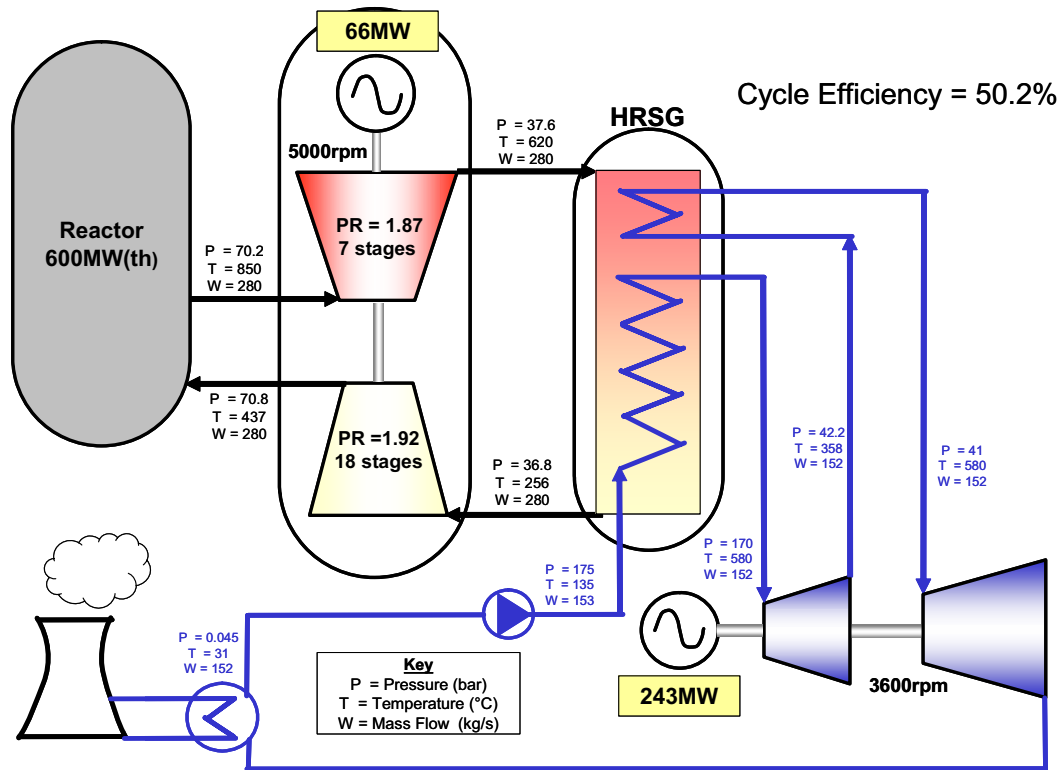 66MW
Cycle Efficiency = 50.2%
HRSG
P = 37.6
T = 620
W = 280
5000rpm
PR = 1.87
7 stages
Reactor
600MW(th)
P = 70.2
T = 850
W = 280
P = 70.8
T = 437
W = 280
PR =1.92
18 stages
P = 36.8
T = 256
W = 280
P = 42.2
T = 358
W = 152
P = 41
T = 580
W = 152
P = 170
T = 580
W = 152
P = 175
T = 135
W = 153
P = 0.045
T = 31
W = 152
Key
P = Pressure (bar)
T = Temperature (°C)
W = Mass Flow (kg/s)
243MW
3600rpm